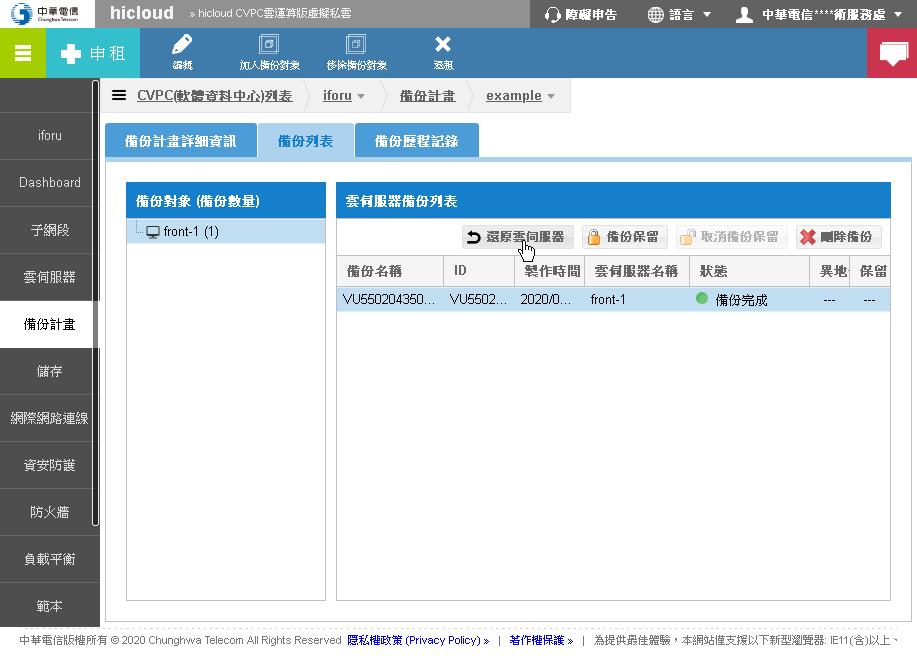 中華電信
Chunghwa Telecom
hicloud » hicloud CVPC雲運算版虛擬私雲
障礙申告 語言 中華電信****術服務處
申租 編輯 加入備份對象 移除備份對象 退租
CVPC(軟體資料中心)列表 iforu 備份計畫 example
備份計畫詳細資訊 備份列表 備份歷程記錄
iforu
Dashboard
子網段
雲伺服器
備份計畫
儲存
網際網路連線
資安防護
防火牆
負載平衡
範本
備份對象 (備份數量)
front-1 (1)
雲伺服器備份列表
還原雲伺服器 備份保留 取消備份保留 刪除備份
備份名稱 ID 製作時間 雲伺服器名稱 狀態 異地 保留
VU550204350... VU5502... 2020/0... front-1 備份完成 --- ---
中華電信版權所有 © 2020 Chunghwa Telecom All Rights Reserved 隱私權政策 (Privacy Policy) » | 著作權保護 » | 為提供最佳體驗，本網站僅支援以下新型瀏覽器: IE11(含)以上、